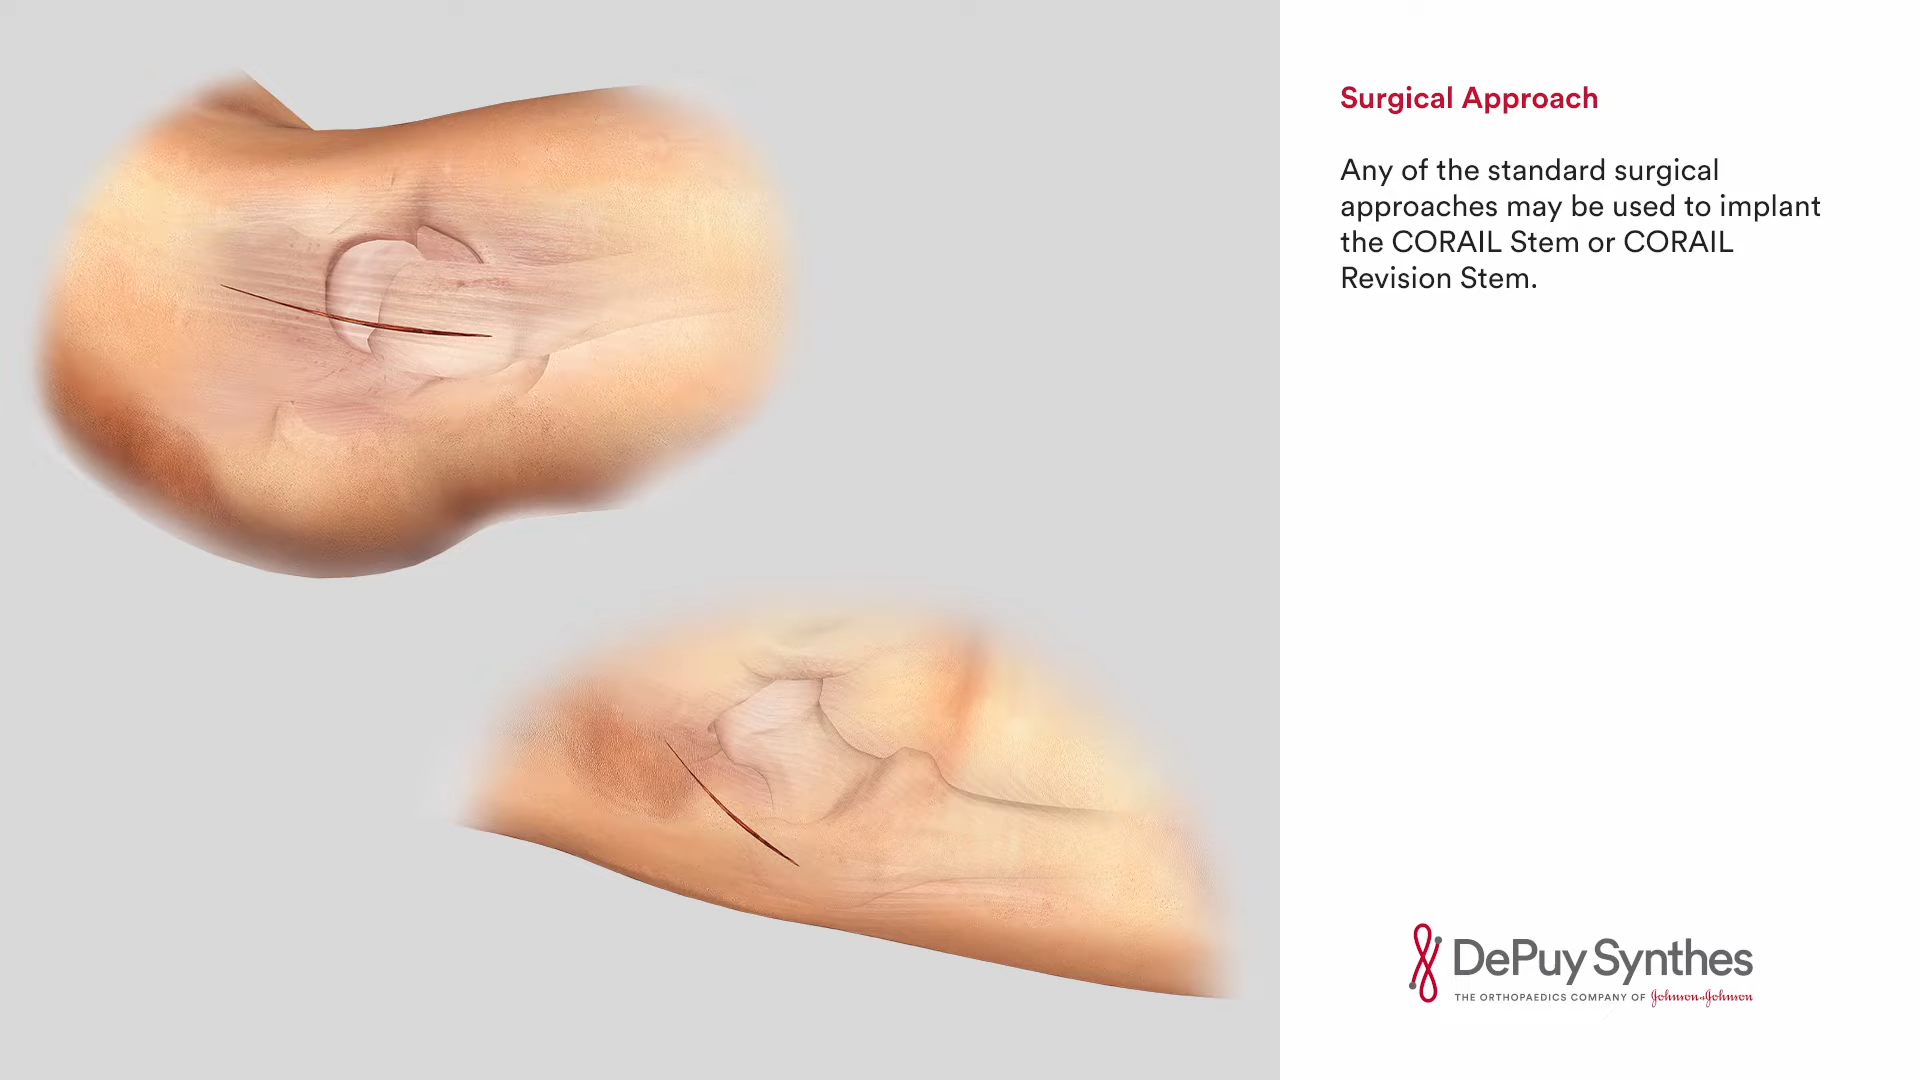 Surgical Approach
Any of the standard surgical
approaches may be used to implant
the CORAIL Stem or CORAIL
Revision Stem.
DePuy Synthes
THE ORTHOPAEDICS COMPANY OF Johnson&Johnson